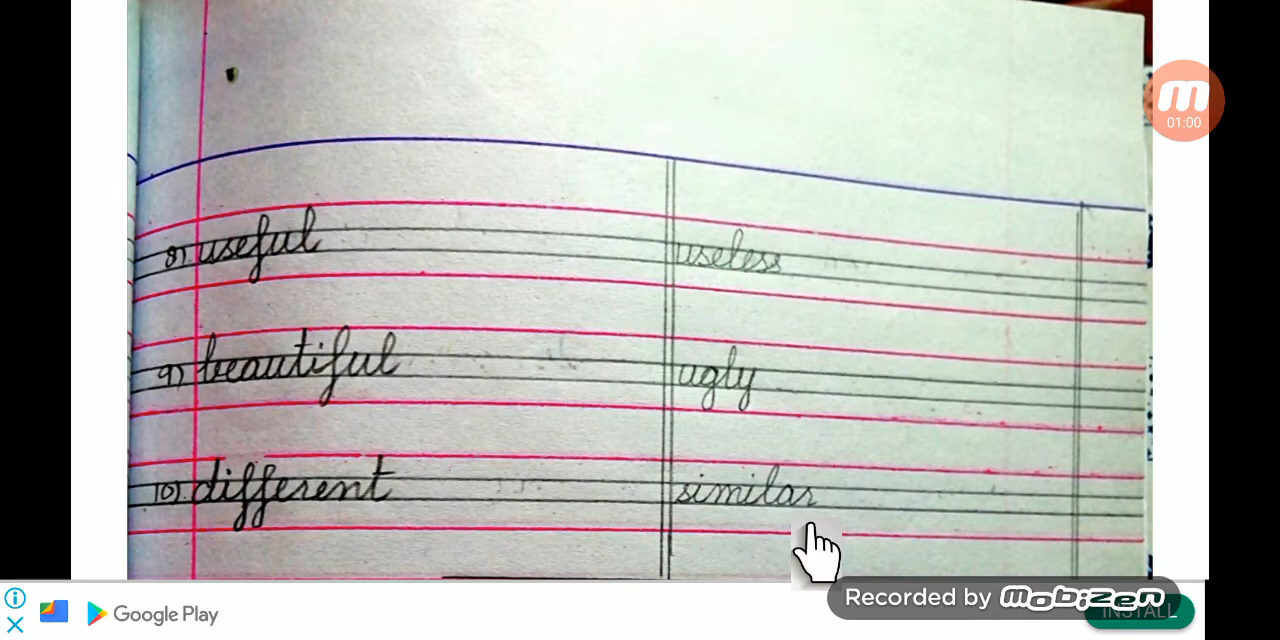 01:00
8) useful useless
9) beautiful ugly
10) different similar
Recorded by mobizen
INSTALL
Google Play